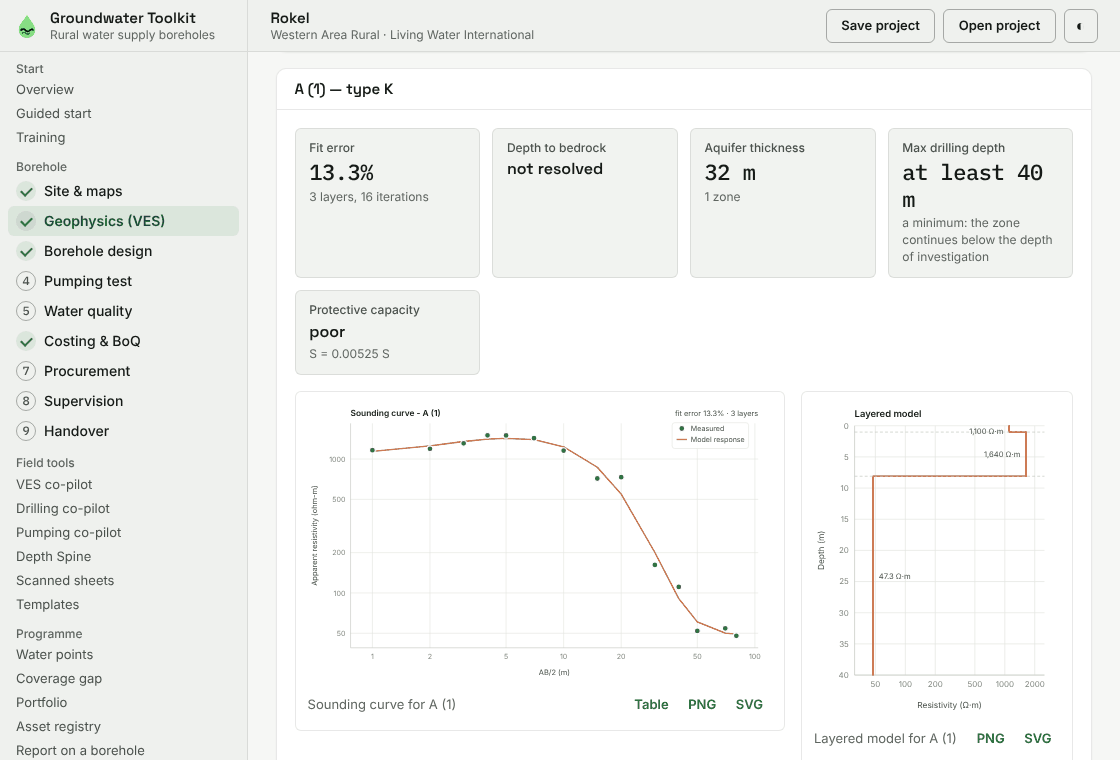 Groundwater Toolkit
Rural water supply boreholes
Rokel
Western Area Rural · Living Water International
Save project
Open project
Start
Overview
Guided start
Training
Borehole
Site & maps
Geophysics (VES)
Borehole design
4 Pumping test
5 Water quality
Costing & BoQ
7 Procurement
8 Supervision
9 Handover
Field tools
VES co-pilot
Drilling co-pilot
Pumping co-pilot
Depth Spine
Scanned sheets
Templates
Programme
Water points
Coverage gap
Portfolio
Asset registry
Report on a borehole
A (1) — type K
Fit error
13.3%
3 layers, 16 iterations
Depth to bedrock
not resolved
Aquifer thickness
32 m
1 zone
Max drilling depth
at least 40
m
a minimum: the zone
continues below the depth
of investigation
Protective capacity
poor
S = 0.00525 S
Sounding curve - A (1)
fit error 13.3% · 3 layers
Measured
Model response
Apparent resistivity (ohm-m)
1000
500
200
100
50
1 2 5 10 20 50 100
AB/2 (m)
Sounding curve for A (1)
Table PNG SVG
Layered model
Depth (m)
0
5
10
15
20
25
30
35
40
1,100 Ω·m
1,640 Ω·m
47.3 Ω·m
50 100 200 500 1000 2000
Resistivity (Ω·m)
Layered model for A (1)
PNG SVG